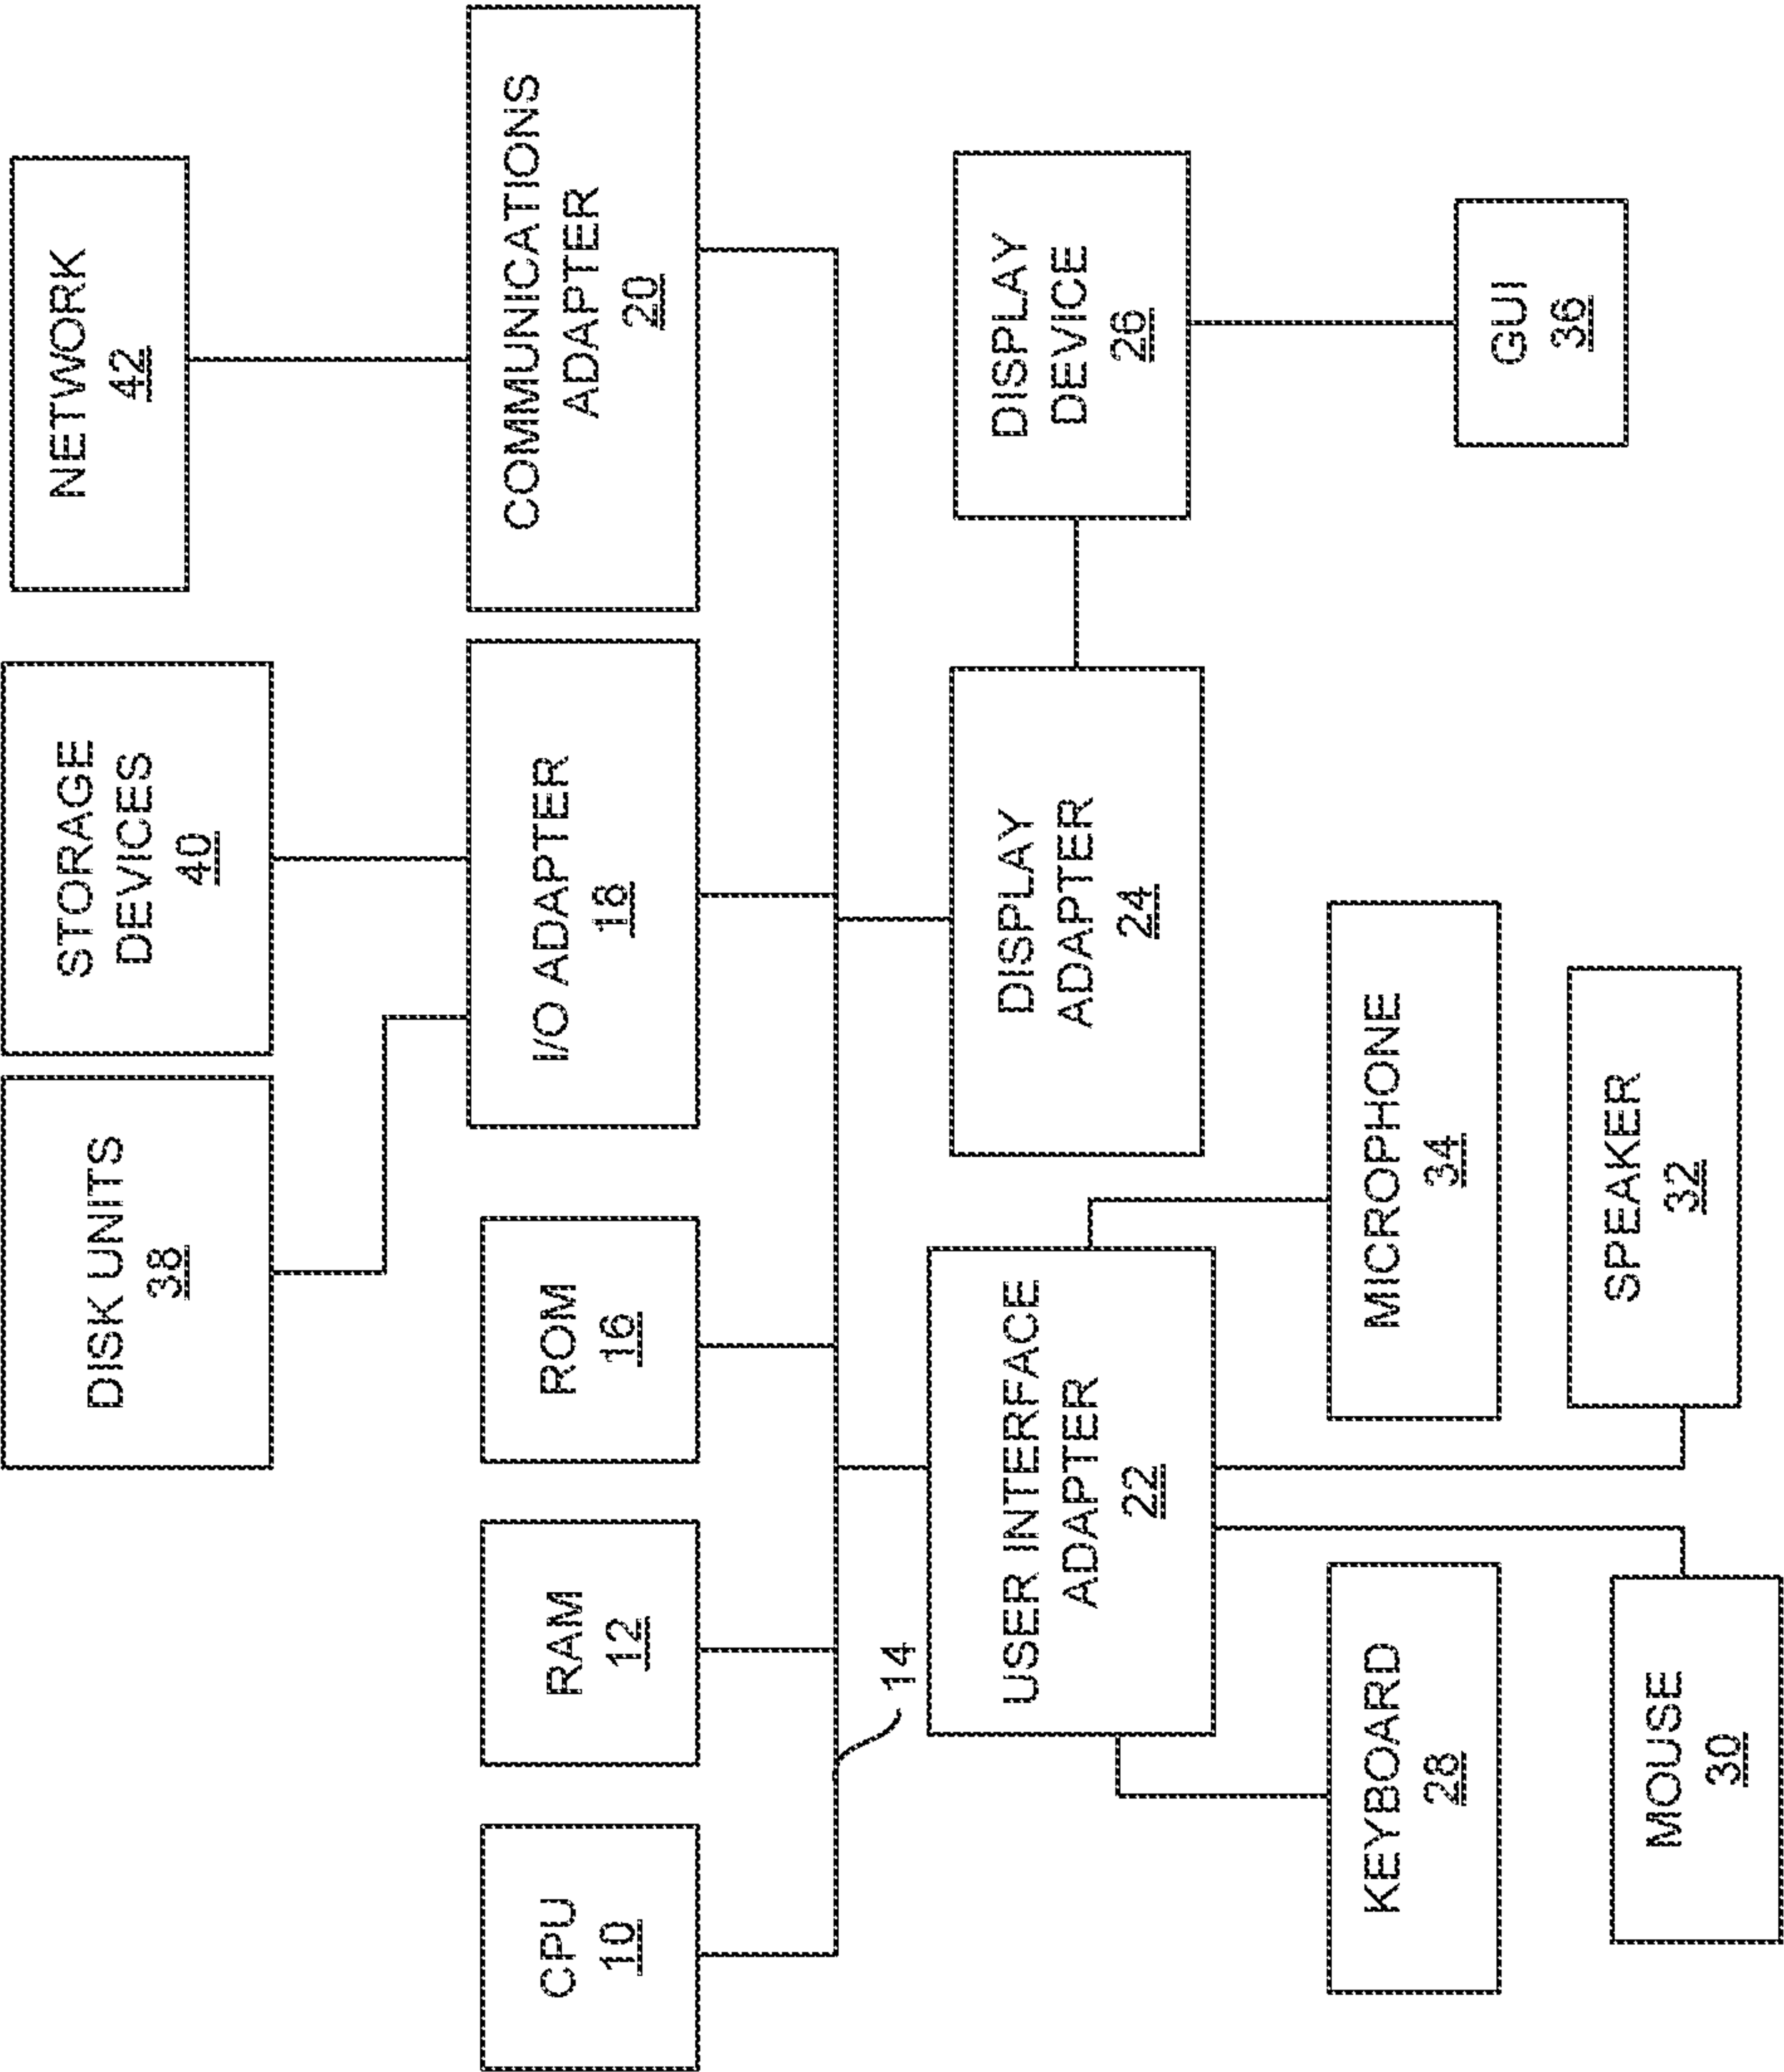 DISK UNITS
38
STORAGE
DEVICES
40
NETWORK
42
CPU
10
RAM
12
ROM
16
I/O ADAPTER
18
COMMUNICATIONS
ADAPTER
20
14
USER INTERFACE
ADAPTER
22
DISPLAY
ADAPTER
24
DISPLAY
DEVICE
26
KEYBOARD
28
MICROPHONE
34
GUI
36
MOUSE
30
SPEAKER
32